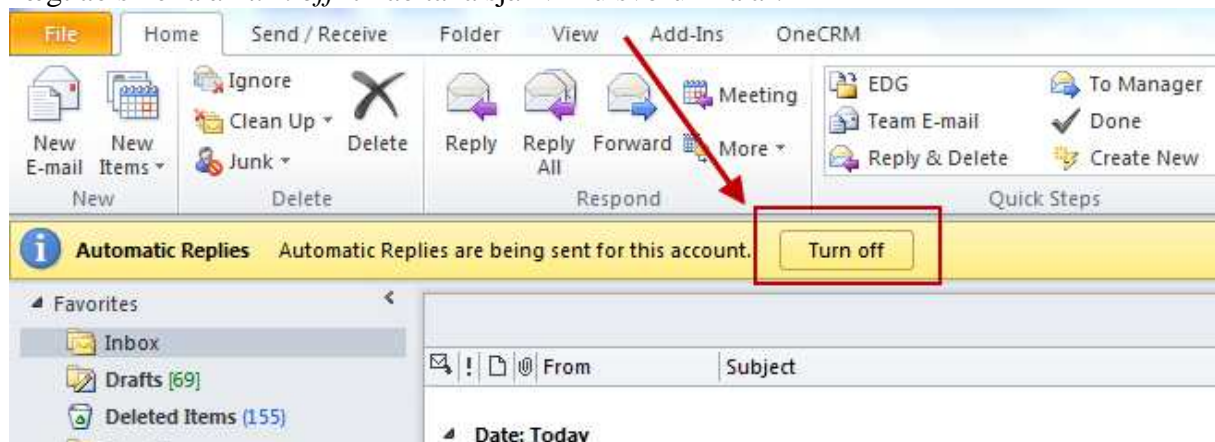 File Home Send / Receive Folder View Add-Ins OneCRM
Ignore
Clean Up
Junk
Delete
New E-mail
New Items
Reply
Reply All
Forward
Meeting
More
EDG
Team E-mail
Reply & Delete
To Manager
Done
Create New
New Delete Respond Quick Steps
Automatic Replies Automatic Replies are being sent for this account. Turn off
Favorites
Inbox
Drafts [69]
Deleted Items (155)
! From Subject
Date: Today